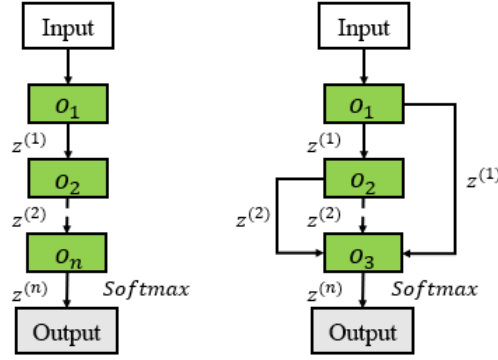 Input
o₁
z⁽¹⁾
o₂
z⁽²⁾
oₙ
z⁽ⁿ⁾
Softmax
Output
Input
o₁
z⁽¹⁾
z⁽¹⁾
o₂
z⁽²⁾
z⁽²⁾
o₃
z⁽ⁿ⁾
Softmax
Output